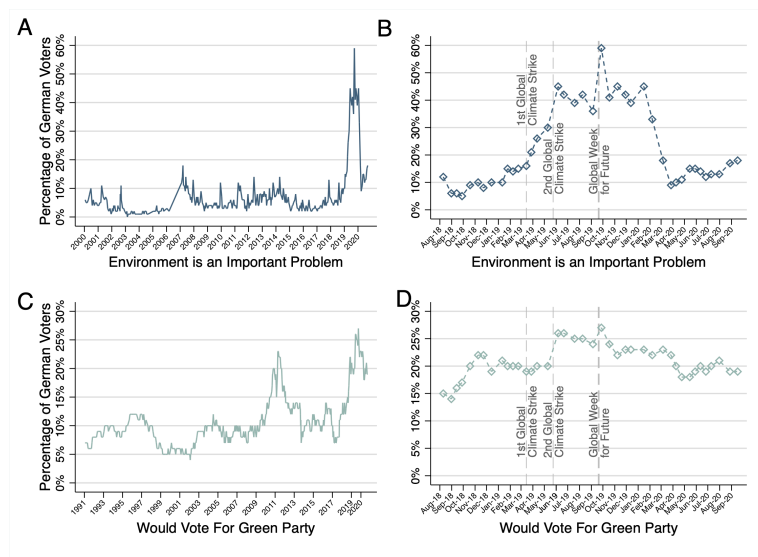 A
Percentage of German Voters
60%
50%
40%
30%
20%
10%
0%
2000
2001
2002
2003
2004
2005
2006
2007
2008
2009
2010
2011
2012
2013
2014
2015
2016
2017
2018
2019
2020
Environment is an Important Problem
B
60%
50%
40%
30%
20%
10%
0%
1st Global
Climate Strike
2nd Global
Climate Strike
Global Week
for Future
Aug-18
Sep-18
Oct-18
Nov-18
Dec-18
Jan-19
Feb-19
Mar-19
Apr-19
May-19
Jun-19
Jul-19
Aug-19
Sep-19
Oct-19
Nov-19
Dec-19
Jan-20
Feb-20
Mar-20
Apr-20
May-20
Jun-20
Jul-20
Aug-20
Sep-20
Environment is an Important Problem
C
Percentage of German Voters
30%
25%
20%
15%
10%
5%
0%
1991
1993
1995
1997
1999
2001
2003
2005
2007
2009
2011
2013
2015
2017
2019
2020
Would Vote For Green Party
D
30%
25%
20%
15%
10%
5%
0%
1st Global
Climate Strike
2nd Global
Climate Strike
Global Week
for Future
Aug-18
Sep-18
Oct-18
Nov-18
Dec-18
Jan-19
Feb-19
Mar-19
Apr-19
May-19
Jun-19
Jul-19
Aug-19
Sep-19
Oct-19
Nov-19
Dec-19
Jan-20
Feb-20
Mar-20
Apr-20
May-20
Jun-20
Jul-20
Aug-20
Sep-20
Would Vote For Green Party